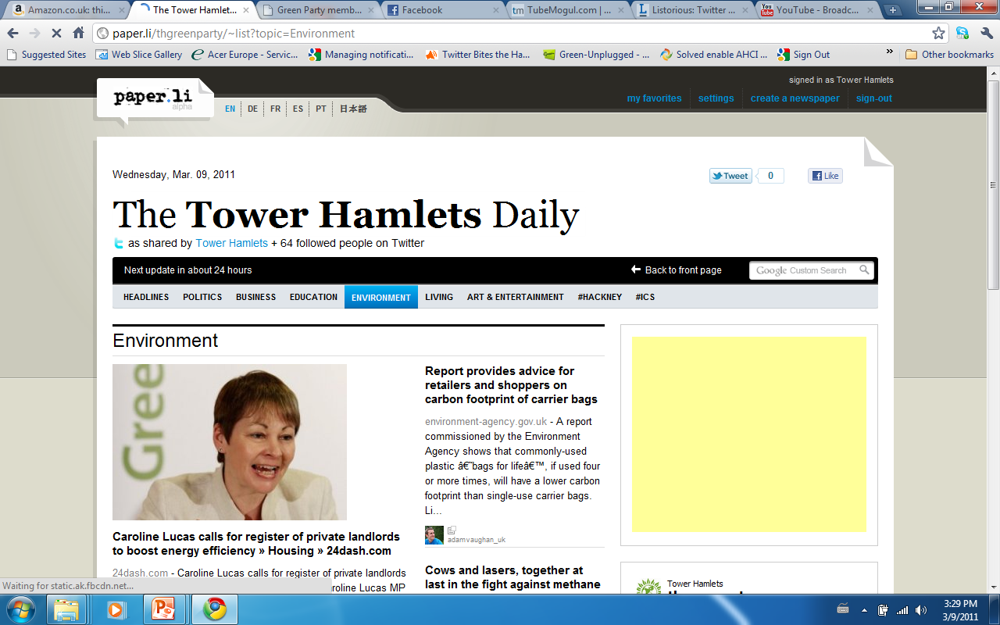 Amazon.co.uk: thi...
The Tower Hamlet...
Green Party memb...
Facebook
TubeMogul.com | ...
Listorious: Twitter ...
YouTube - Broadc...
paper.li/thgreenparty/~list?topic=Environment
Suggested Sites
Web Slice Gallery
Acer Europe - Servic...
Managing notificati...
Twitter Bites the Ha...
Green-Unplugged - ...
Solved enable AHCI ...
Sign Out
»
Other bookmarks
signed in as Tower Hamlets
paper.li
alpha
EN DE FR ES PT 日本語
my favorites settings create a newspaper sign-out
Wednesday, Mar. 09, 2011
Tweet 0 Like
The Tower Hamlets Daily
as shared by Tower Hamlets + 64 followed people on Twitter
Next update in about 24 hours
Back to front page
Google Custom Search
HEADLINES POLITICS BUSINESS EDUCATION ENVIRONMENT LIVING ART & ENTERTAINMENT #HACKNEY #ICS
Environment
Gree
Caroline Lucas calls for register of private landlords
to boost energy efficiency » Housing » 24dash.com
24dash.com - Caroline Lucas calls for register of private landlords
roline Lucas MP
Report provides advice for
retailers and shoppers on
carbon footprint of carrier bags
environment-agency.gov.uk - A report
commissioned by the Environment
Agency shows that commonly-used
plastic â€˜bags for lifeâ€™, if used four
or more times, will have a lower carbon
footprint than single-use carrier bags.
Li...
adamvaughan_uk
Cows and lasers, together at
last in the fight against methane
Tower Hamlets
Waiting for static.ak.fbcdn.net...
3:29 PM
3/9/2011